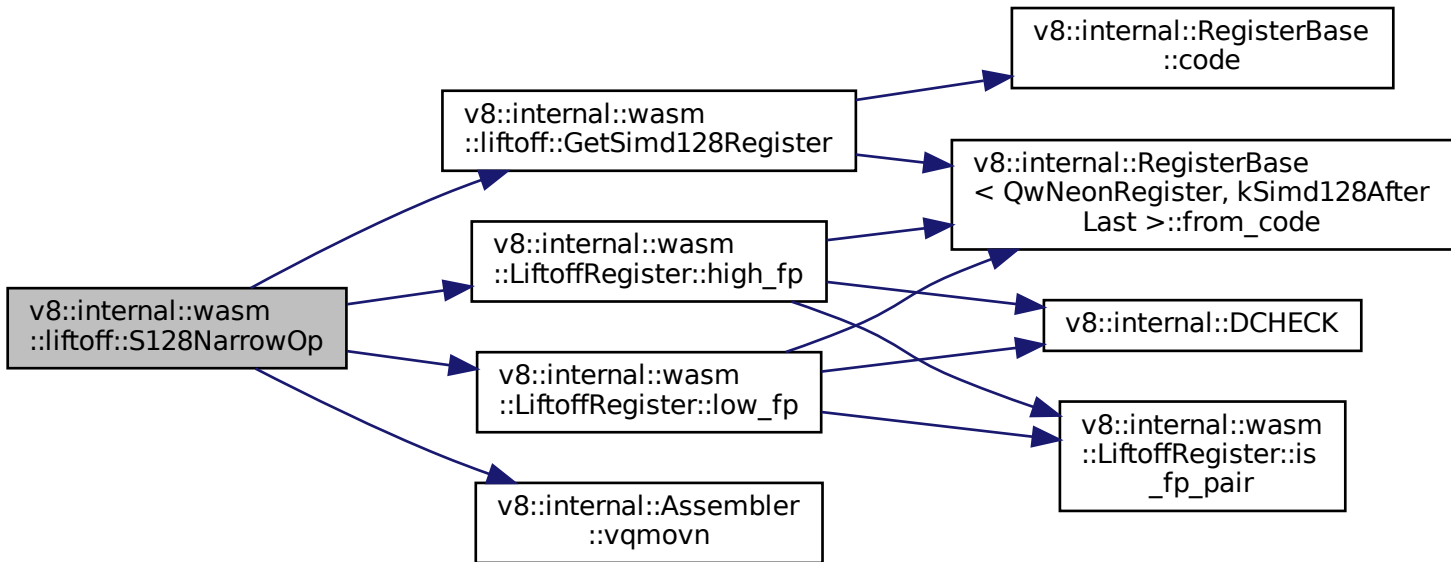 v8::internal::RegisterBase
::code
v8::internal::wasm
::liftoff::GetSimd128Register
v8::internal::RegisterBase
< QwNeonRegister, kSimd128After
Last >::from_code
v8::internal::wasm
::LiftoffRegister::high_fp
v8::internal::wasm
::liftoff::S128NarrowOp
v8::internal::DCHECK
v8::internal::wasm
::LiftoffRegister::low_fp
v8::internal::wasm
::LiftoffRegister::is
_fp_pair
v8::internal::Assembler
::vqmovn